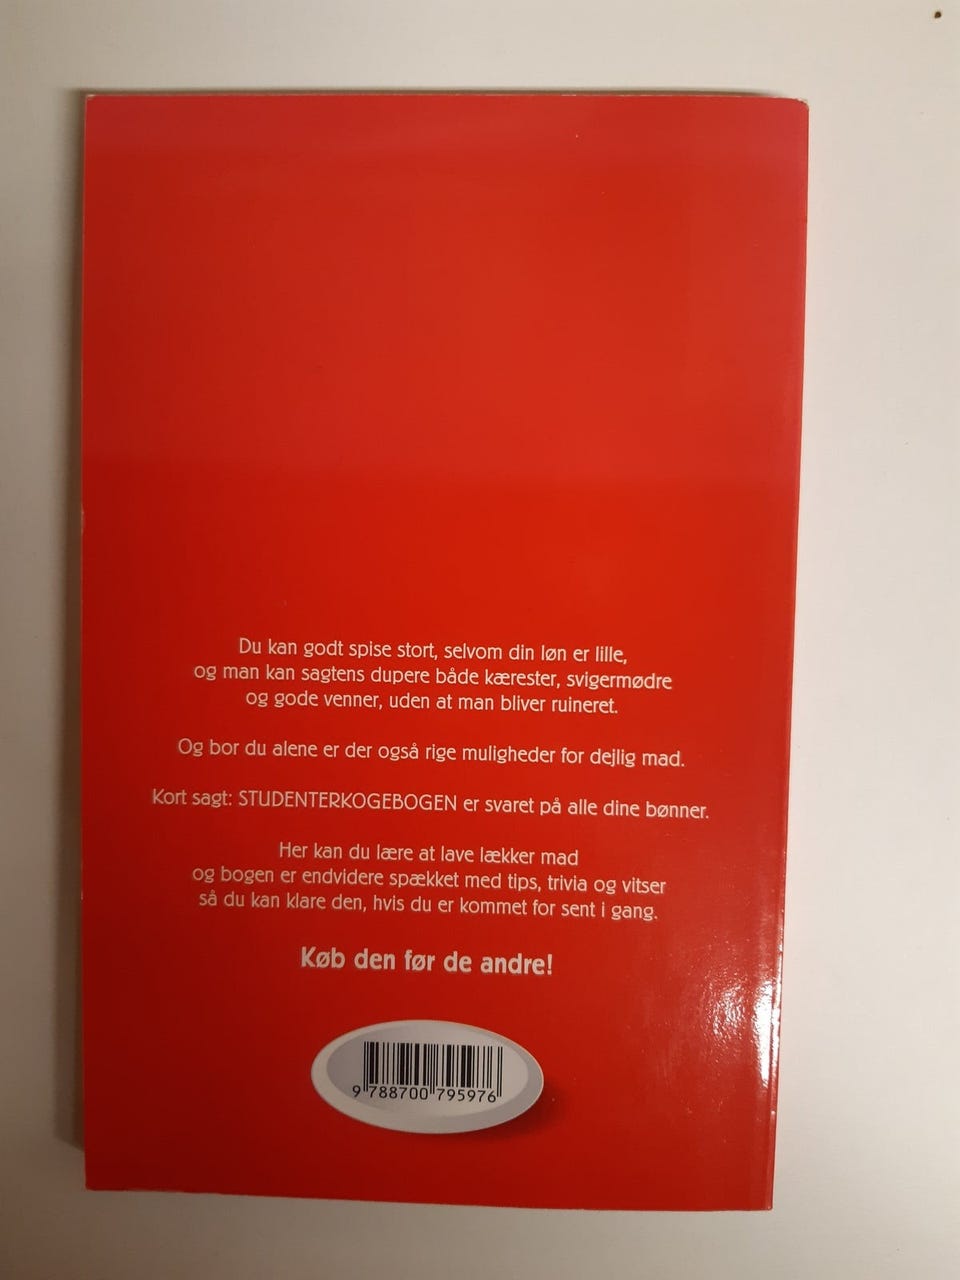 Du kan godt spise stort, selvom din løn er lille,
og man kan sagtens dupere både kærester, svigermødre
og gode venner, uden at man bliver ruineret.
Og bor du alene er der også rige muligheder for dejlig mad.
Kort sagt: STUDENTERKOGEBOGEN er svaret på alle dine bønner.
Her kan du lære at lave lækker mad
og bogen er endvidere spækket med tips, trivia og vitser
så du kan klare den, hvis du er kommet for sent i gang.
Køb den før de andre!
9 788700 795976